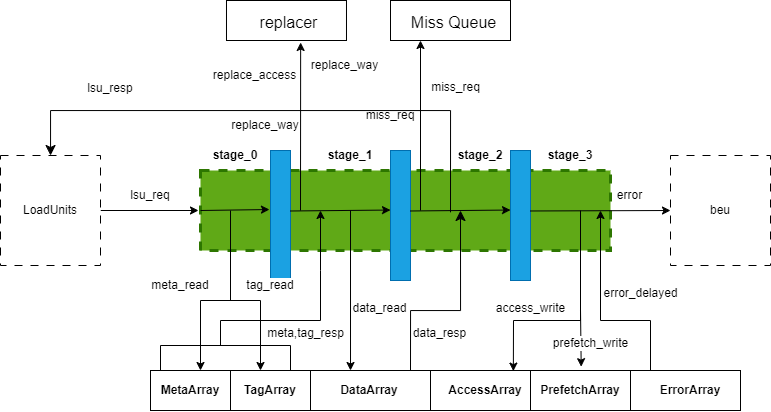 replacer
Miss Queue
replace_way
replace_access
lsu_resp
miss_req
miss_req
replace_way
stage_0
stage_1
stage_2
stage_3
LoadUnits
lsu_req
error
beu
meta_read
tag_read
data_read
access_write
error_delayed
meta,tag_resp
data_resp
prefetch_write
MetaArray
TagArray
DataArray
AccessArray
PrefetchArray
ErrorArray